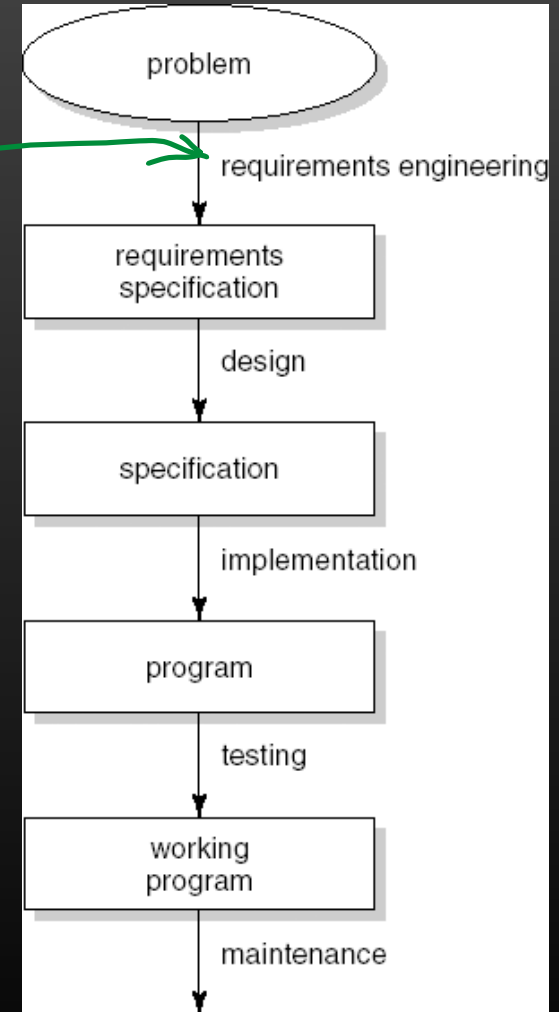 problem
requirements engineering
requirements
specification
design
specification
implementation
program
testing
working
program
maintenance